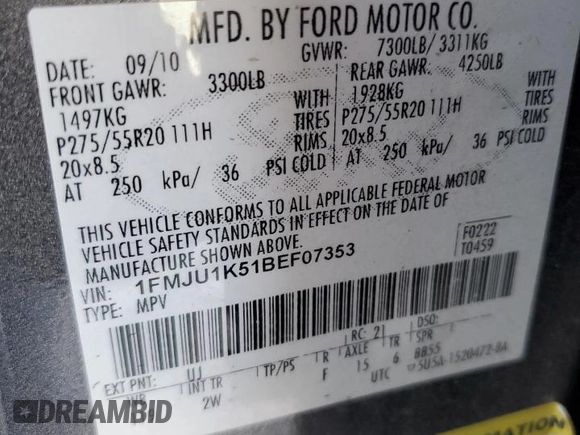 MFD. BY FORD MOTOR CO.
DATE: 09/10 GVWR: 7300LB/ 3311KG
FRONT GAWR: 3300LB REAR GAWR: 4250LB
1497KG WITH 1928KG WITH
P275/55R20 111H TIRES P275/55R20 111H TIRES
20x8.5 RIMS 20x8.5 RIMS
AT 250 kPa/ 36 PSI COLD AT 250 kPa/ 36 PSI COLD
THIS VEHICLE CONFORMS TO ALL APPLICABLE FEDERAL MOTOR
VEHICLE SAFETY STANDARDS IN EFFECT ON THE DATE OF
MANUFACTURE SHOWN ABOVE.
F0222
T0459
VIN: 1FMJU1K51BEF07353
TYPE: MPV
EXT PNT: UJ RC: 21 DSO:
INT TR TP/PS R AXLE TR SPR
2W F 15 6 BB55
UTC
DREAMBID